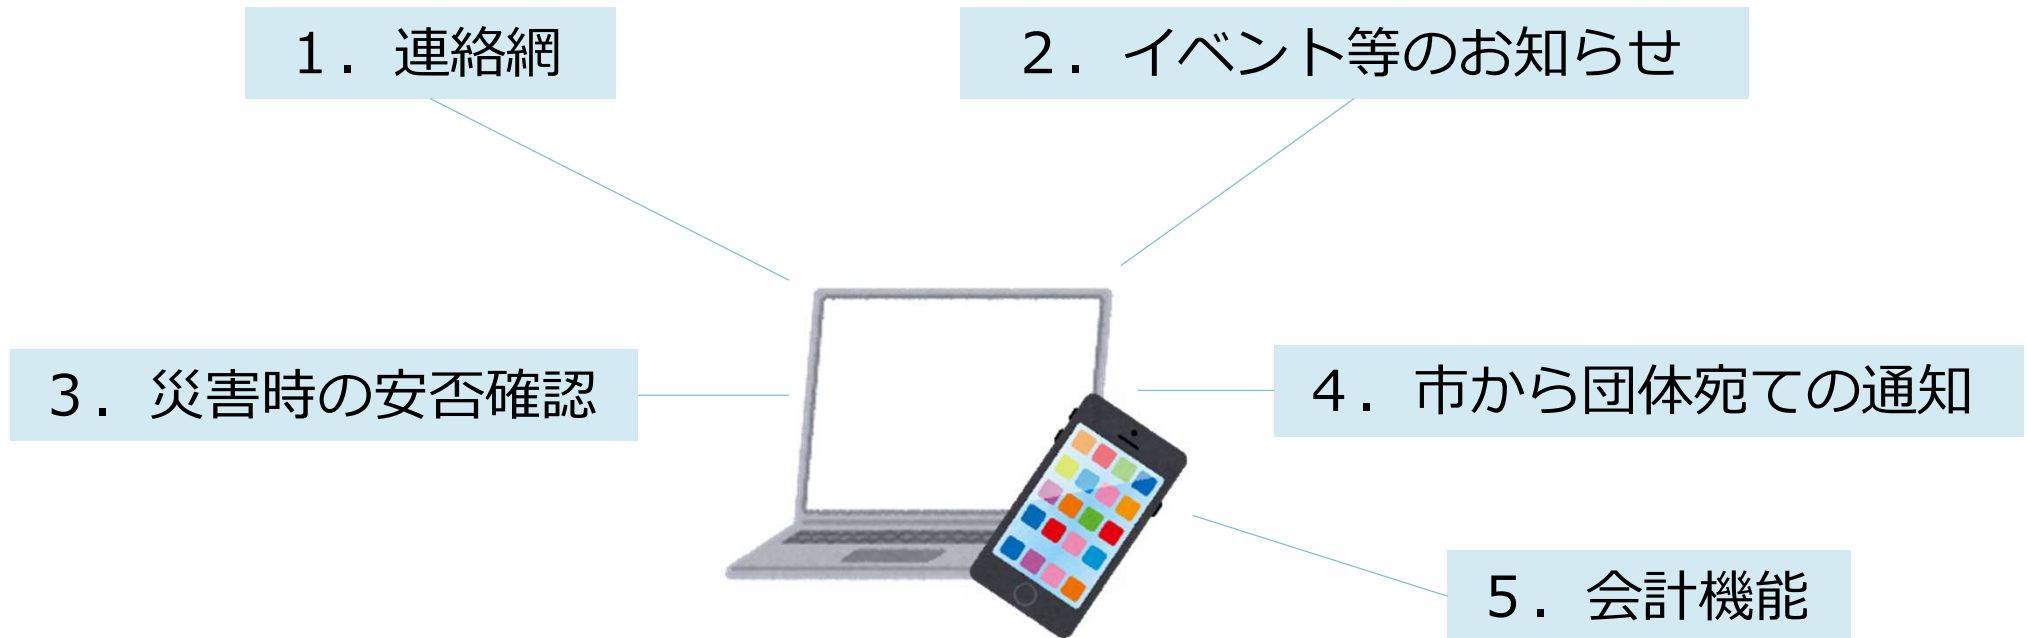 １．連絡網
２．イベント等のお知らせ
３．災害時の安否確認
４．市から団体宛ての通知
５．会計機能